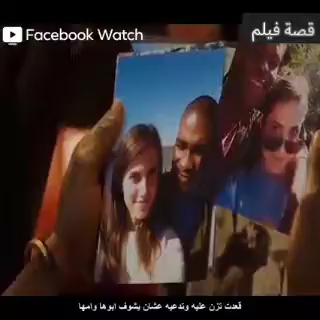 Facebook Watch
قصة فيلم
قعدت تزن عليه وتدعيه عشان يشوف ابوها وامها